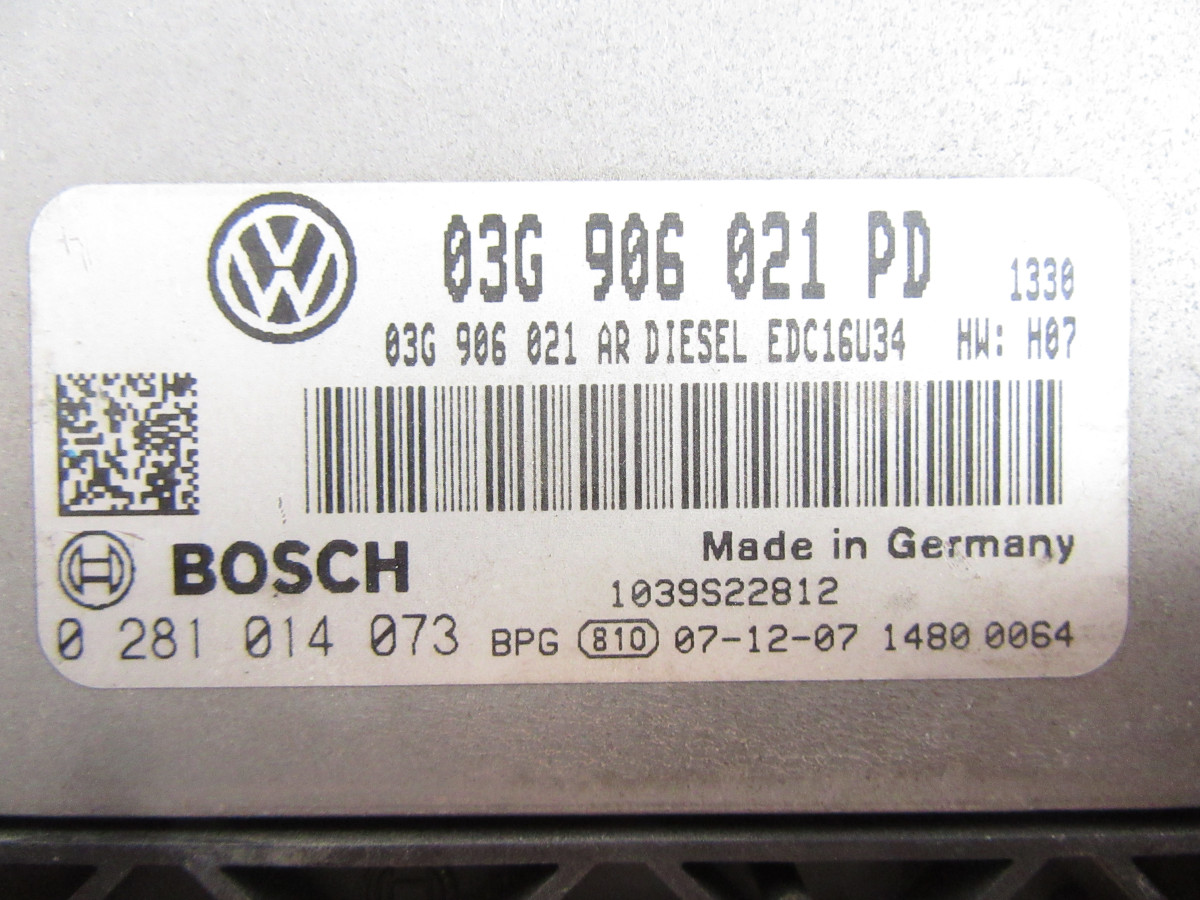 03G 906 021 PD 1330
03G 906 021 AR DIESEL EDC16U34 HW: H07
BOSCH
Made in Germany
1039S22812
0 281 014 073 BPG 810 07-12-07 1480 0064